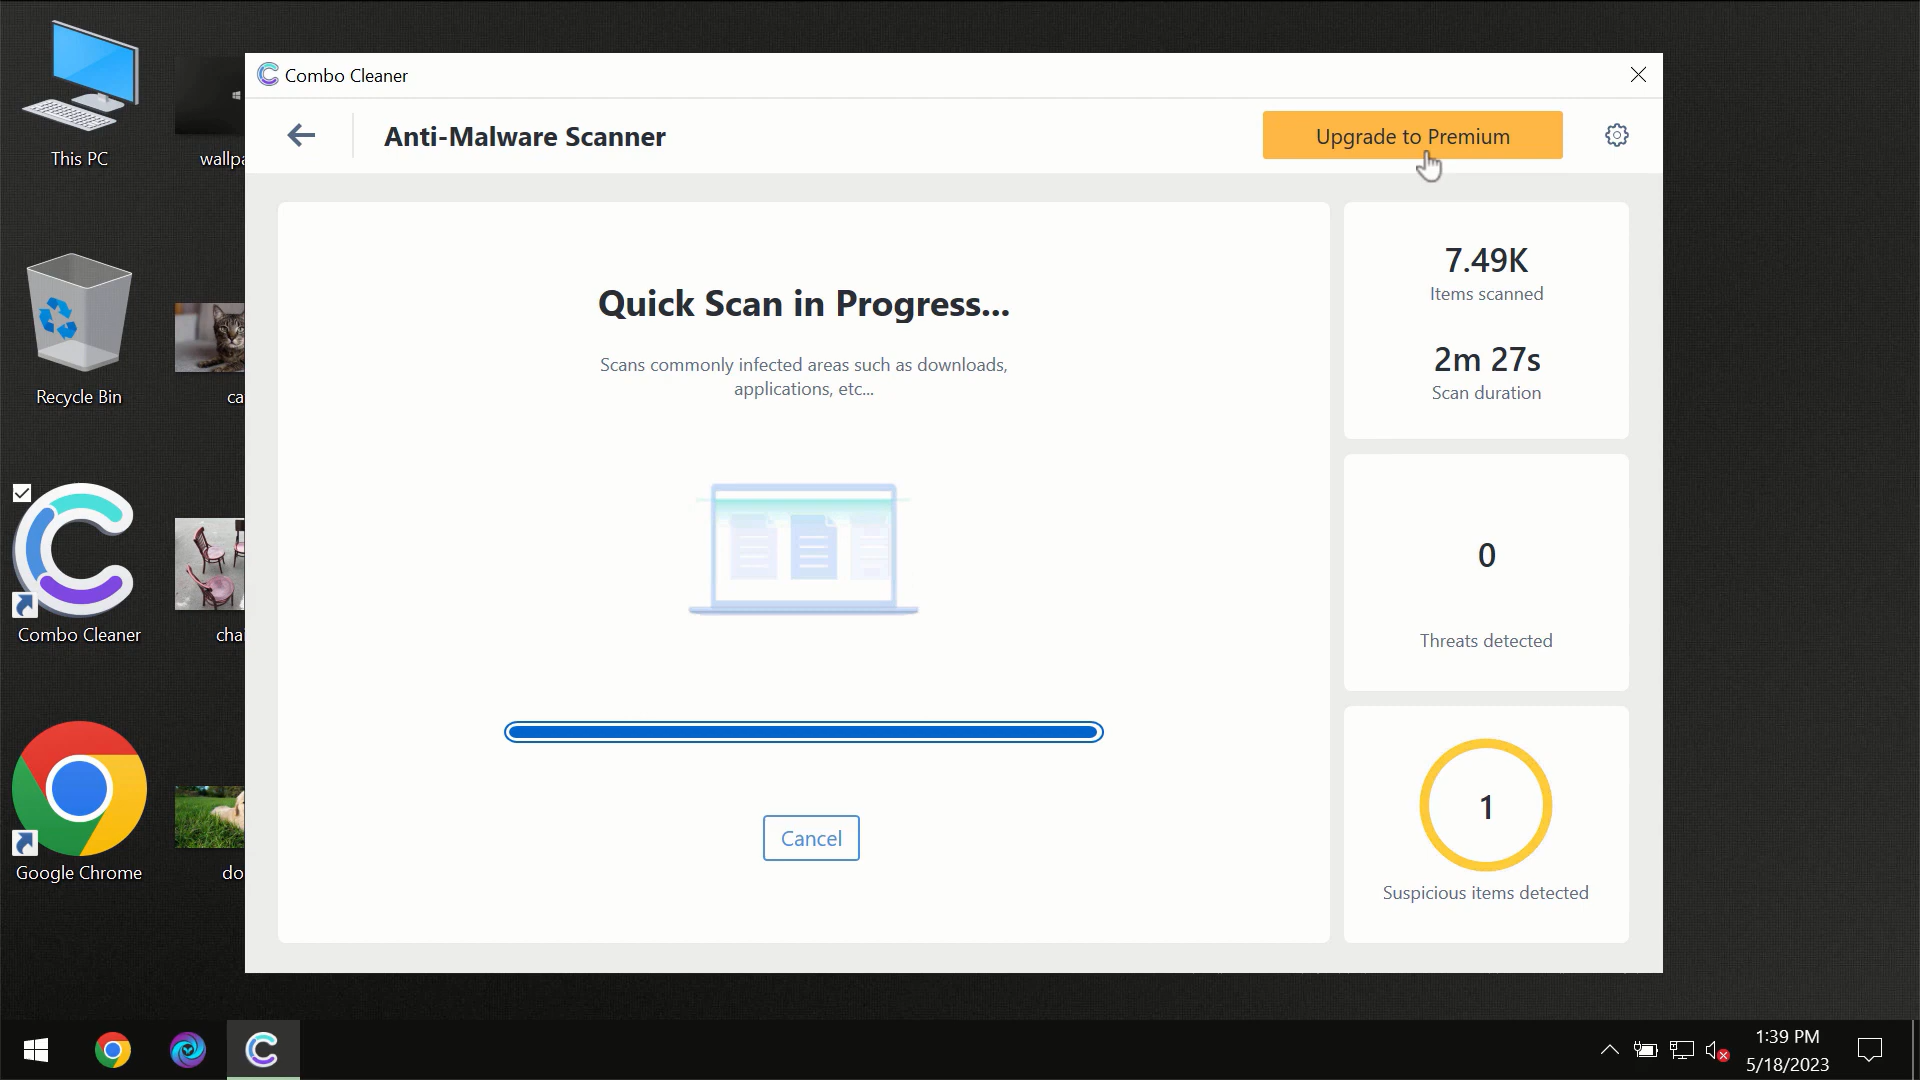 Combo Cleaner
Anti-Malware Scanner
Upgrade to Premium
Quick Scan in Progress...
Scans commonly infected areas such as downloads,
applications, etc...
Cancel
7.49K
Items scanned
2m 27s
Scan duration
0
Threats detected
1
Suspicious items detected
This PC
wallpa
Recycle Bin
ca
Combo Cleaner
chai
Google Chrome
do
1:39 PM
5/18/2023